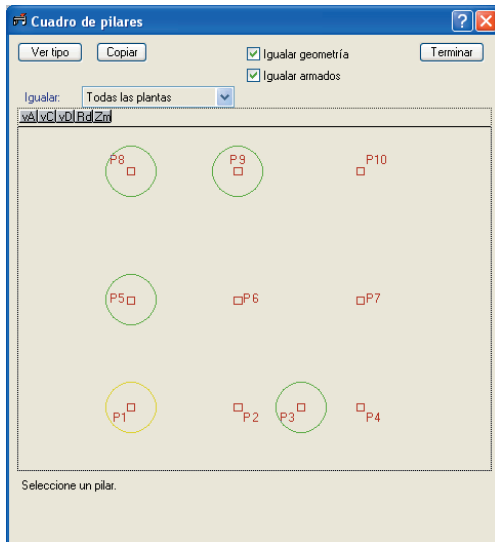 Cuadro de pilares
Ver tipo Copiar Igualar geometría Terminar
Igualar armados
Igualar: Todas las plantas
vA vC vD Rd Zm
P8 P9 P10
P5 P6 P7
P1 P2 P3 P4
Seleccione un pilar.